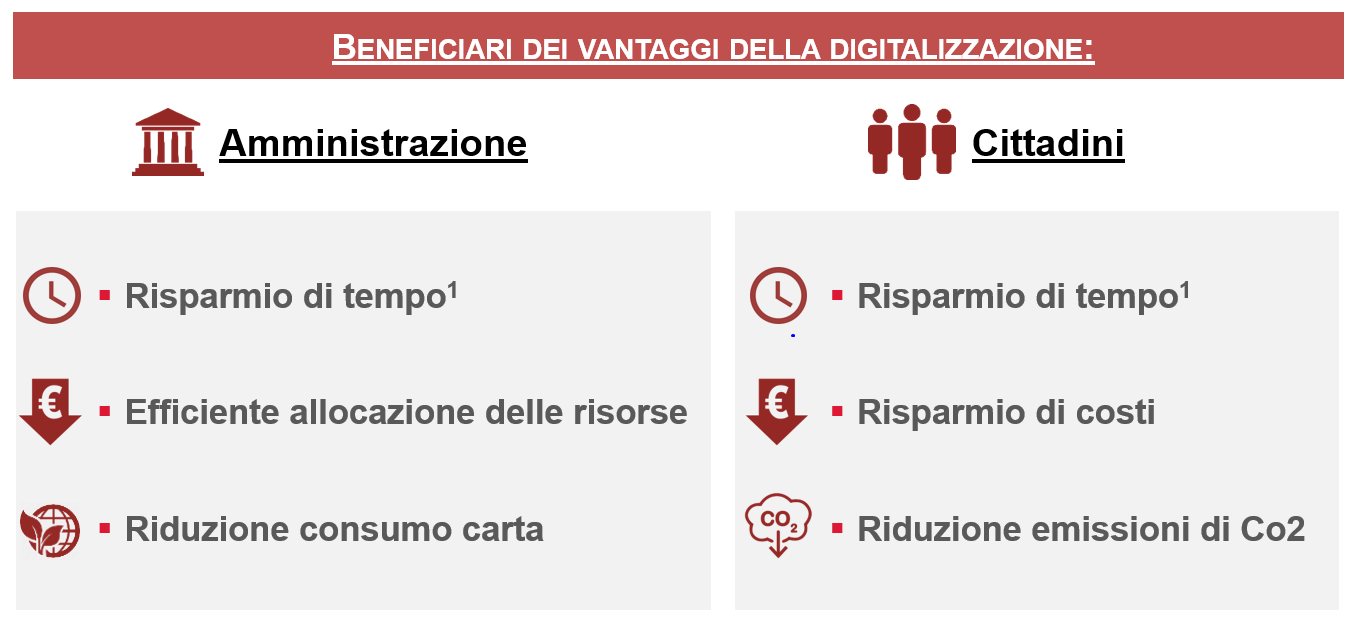 BENEFICIARI DEI VANTAGGI DELLA DIGITALIZZAZIONE:
Amministrazione
▪ Risparmio di tempo¹
€ ▪ Efficiente allocazione delle risorse
▪ Riduzione consumo carta
Cittadini
▪ Risparmio di tempo¹
€ ▪ Risparmio di costi
CO₂ ▪ Riduzione emissioni di Co2